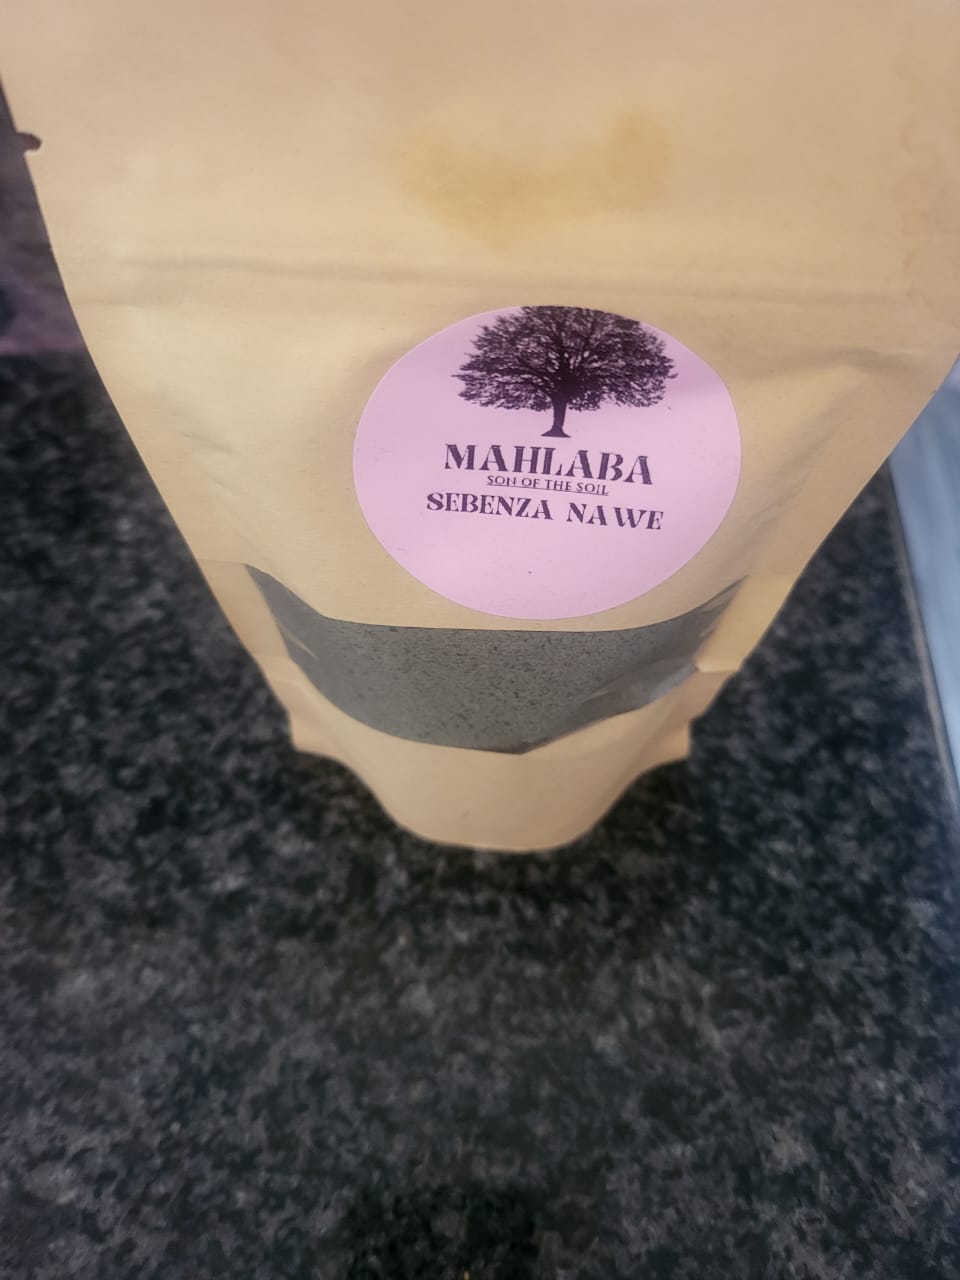 MAHLABA
SON OF THE SOIL
SEBENZA NAWE